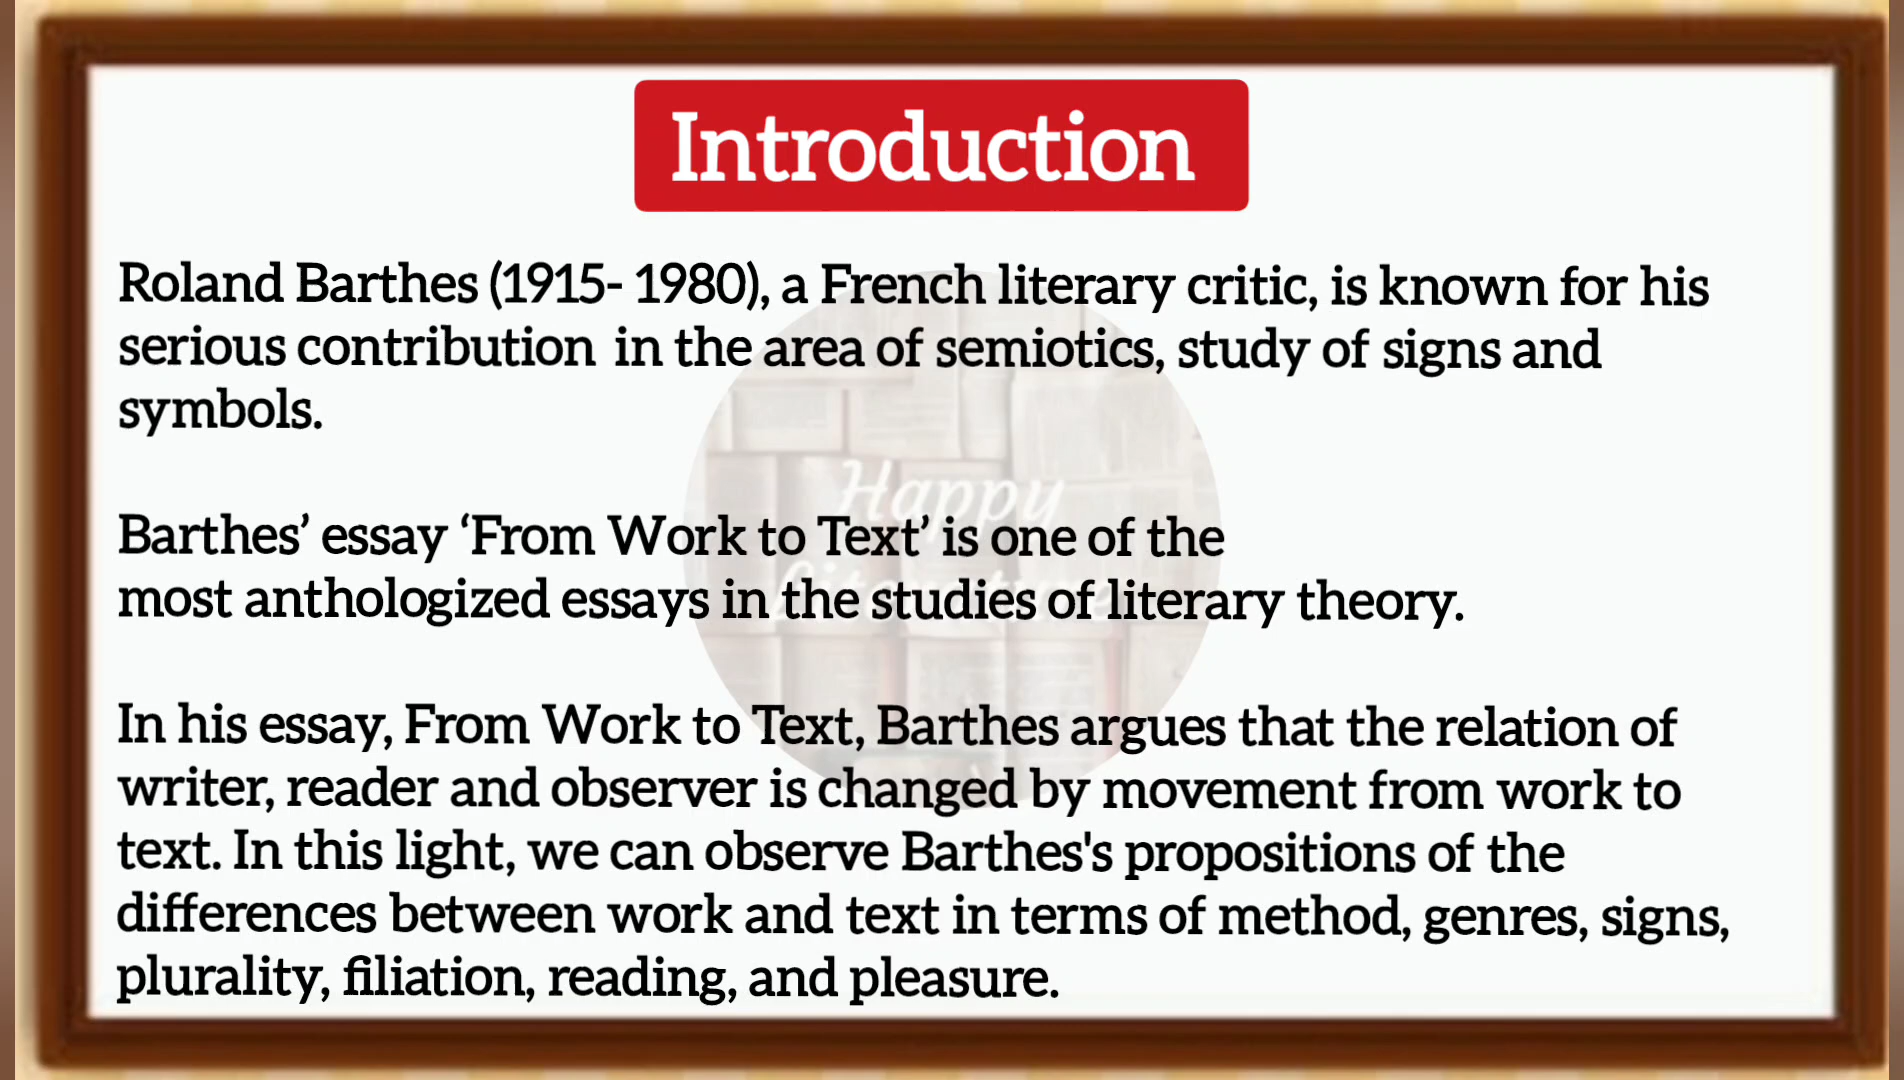 Introduction
Roland Barthes (1915- 1980), a French literary critic, is known for his
serious contribution in the area of semiotics, study of signs and
symbols.
Happy
Barthes’ essay ‘From Work to Text’ is one of the
most anthologized essays in the studies of literary theory.
Literature
In his essay, From Work to Text, Barthes argues that the relation of
writer, reader and observer is changed by movement from work to
text. In this light, we can observe Barthes's propositions of the
differences between work and text in terms of method, genres, signs,
plurality, filiation, reading, and pleasure.